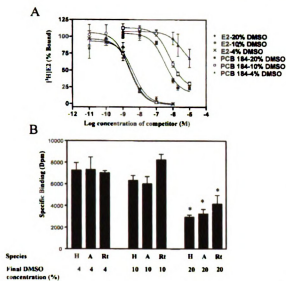 A
[³H]E2 (% Bound)
125
100
75
50
25
0
-12 -11 -10 -9 -8 -7 -6 -5 -4
Log concentration of competitor (M)
E2-20% DMSO
E2-10% DMSO
E2-4% DMSO
PCB 184-20% DMSO
PCB 184-10% DMSO
PCB 184-4% DMSO
B
Specific Binding (Dpm)
10000
8000
6000
4000
2000
0
* * *
Species H A Rt H A Rt H A Rt
Final DMSO 4 4 4 10 10 10 20 20 20
concentration (%)